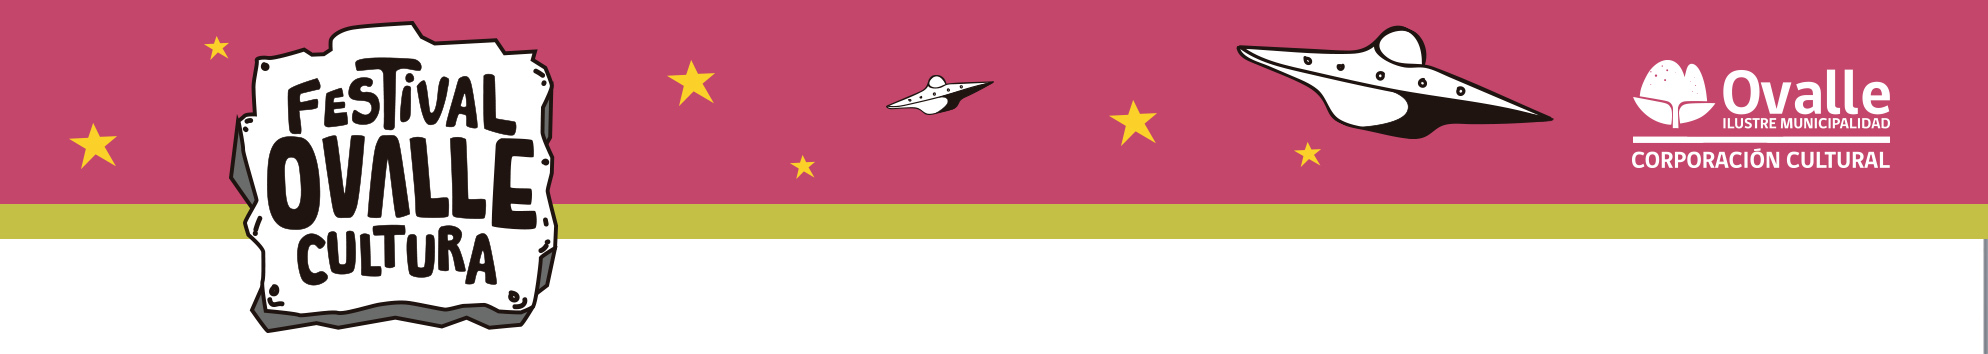 FESTiVAL
OVALLE
CULTURA
Ovalle
ILUSTRE MUNICIPALIDAD
CORPORACIÓN CULTURAL